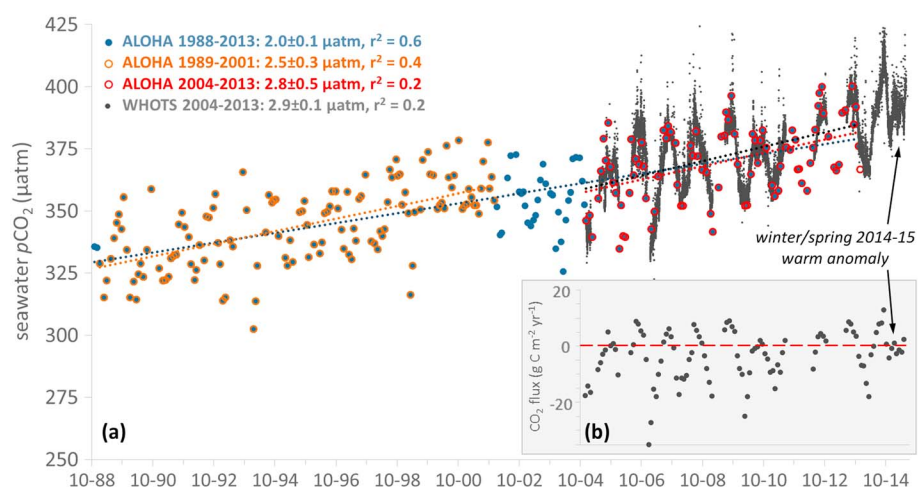 425
400
375
350
325
300
275
250
seawater pCO2 (µatm)
ALOHA 1988-2013: 2.0±0.1 µatm, r2 = 0.6
ALOHA 1989-2001: 2.5±0.3 µatm, r2 = 0.4
ALOHA 2004-2013: 2.8±0.5 µatm, r2 = 0.2
WHOTS 2004-2013: 2.9±0.1 µatm, r2 = 0.2
winter/spring 2014-15
warm anomaly
(a)
20
0
-20
CO2 flux (g C m-2 yr-1)
(b)
10-88 10-90 10-92 10-94 10-96 10-98 10-00 10-01 10-02 10-04 10-06 10-08 10-10 10-12 10-14